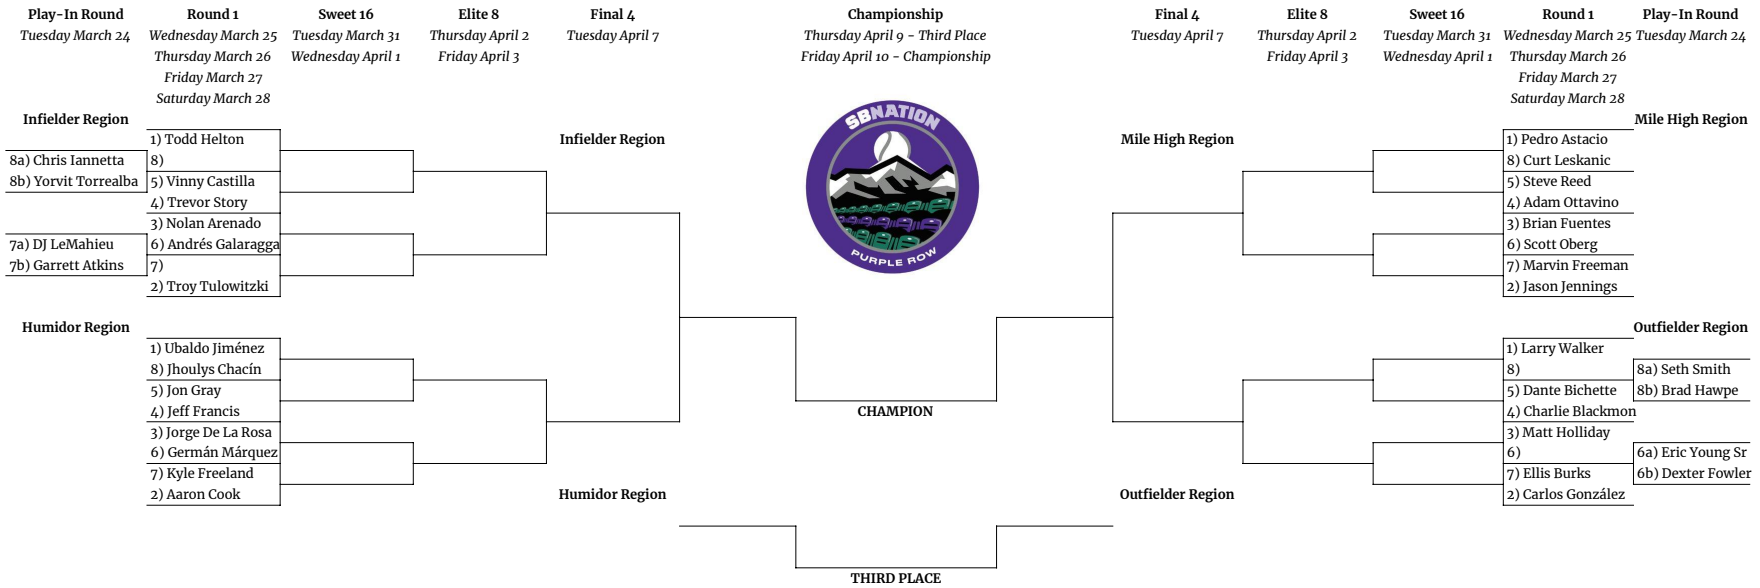 Play-In Round
Tuesday March 24
Round 1
Wednesday March 25
Thursday March 26
Friday March 27
Saturday March 28
Sweet 16
Tuesday March 31
Wednesday April 1
Elite 8
Thursday April 2
Friday April 3
Final 4
Tuesday April 7
Championship
Thursday April 9 - Third Place
Friday April 10 - Championship
Final 4
Tuesday April 7
Elite 8
Thursday April 2
Friday April 3
Sweet 16
Tuesday March 31
Wednesday April 1
Round 1
Wednesday March 25
Thursday March 26
Friday March 27
Saturday March 28
Play-In Round
Tuesday March 24
Infielder Region
8a) Chris Iannetta
8b) Yorvit Torrealba
7a) DJ LeMahieu
7b) Garrett Atkins
1) Todd Helton
8)
5) Vinny Castilla
4) Trevor Story
3) Nolan Arenado
6) Andrés Galaragga
7)
2) Troy Tulowitzki
Infielder Region
Humidor Region
1) Ubaldo Jiménez
8) Jhoulys Chacín
5) Jon Gray
4) Jeff Francis
3) Jorge De La Rosa
6) Germán Márquez
7) Kyle Freeland
2) Aaron Cook
Humidor Region
SBNATION
PURPLE ROW
CHAMPION
THIRD PLACE
Mile High Region
Mile High Region
1) Pedro Astacio
8) Curt Leskanic
5) Steve Reed
4) Adam Ottavino
3) Brian Fuentes
6) Scott Oberg
7) Marvin Freeman
2) Jason Jennings
Outfielder Region
Outfielder Region
1) Larry Walker
8)
5) Dante Bichette
4) Charlie Blackmon
3) Matt Holliday
6)
7) Ellis Burks
2) Carlos González
8a) Seth Smith
8b) Brad Hawpe
6a) Eric Young Sr
6b) Dexter Fowler